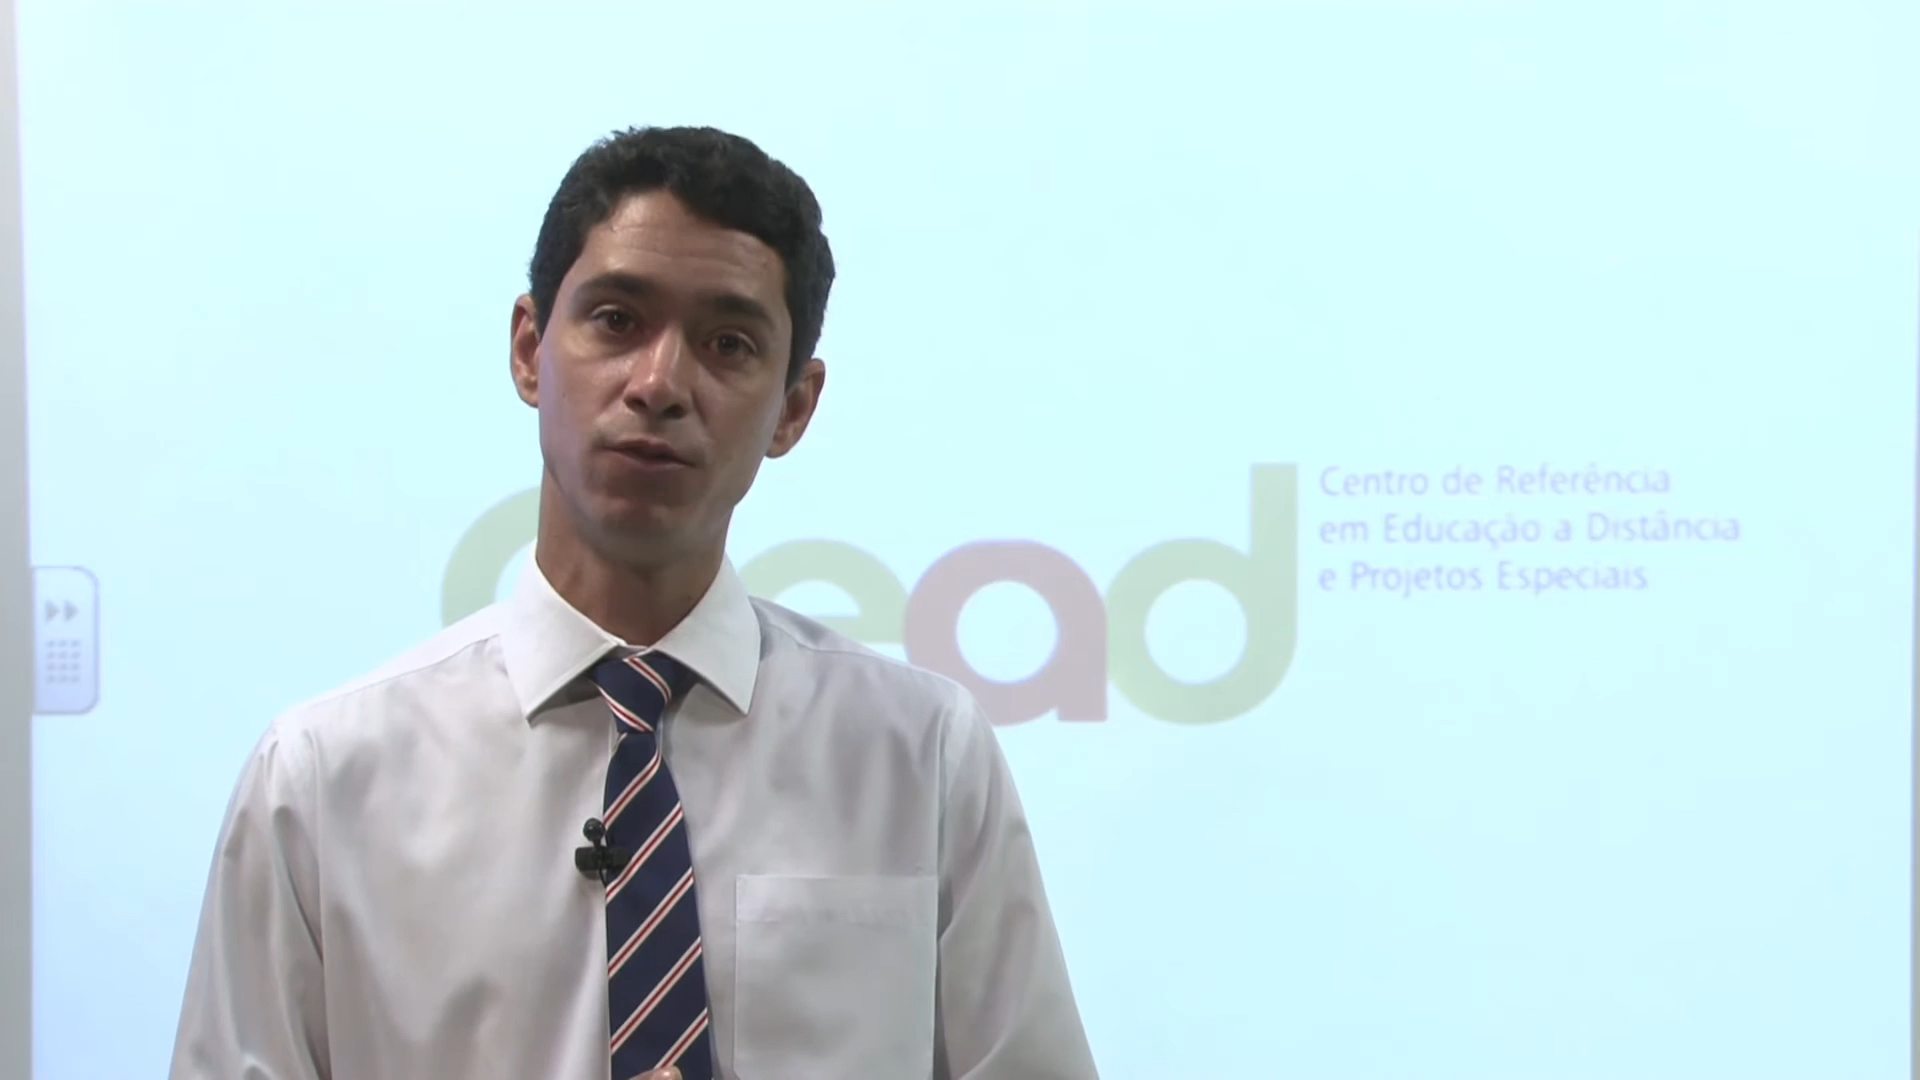 ead
Centro de Referência
em Educação a Distância
e Projetos Especiais